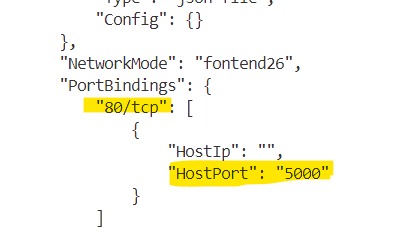 "Type": "json-file",
"Config": {}
},
"NetworkMode": "fontend26",
"PortBindings": {
"80/tcp": [
{
"HostIp": "",
"HostPort": "5000"
}
]